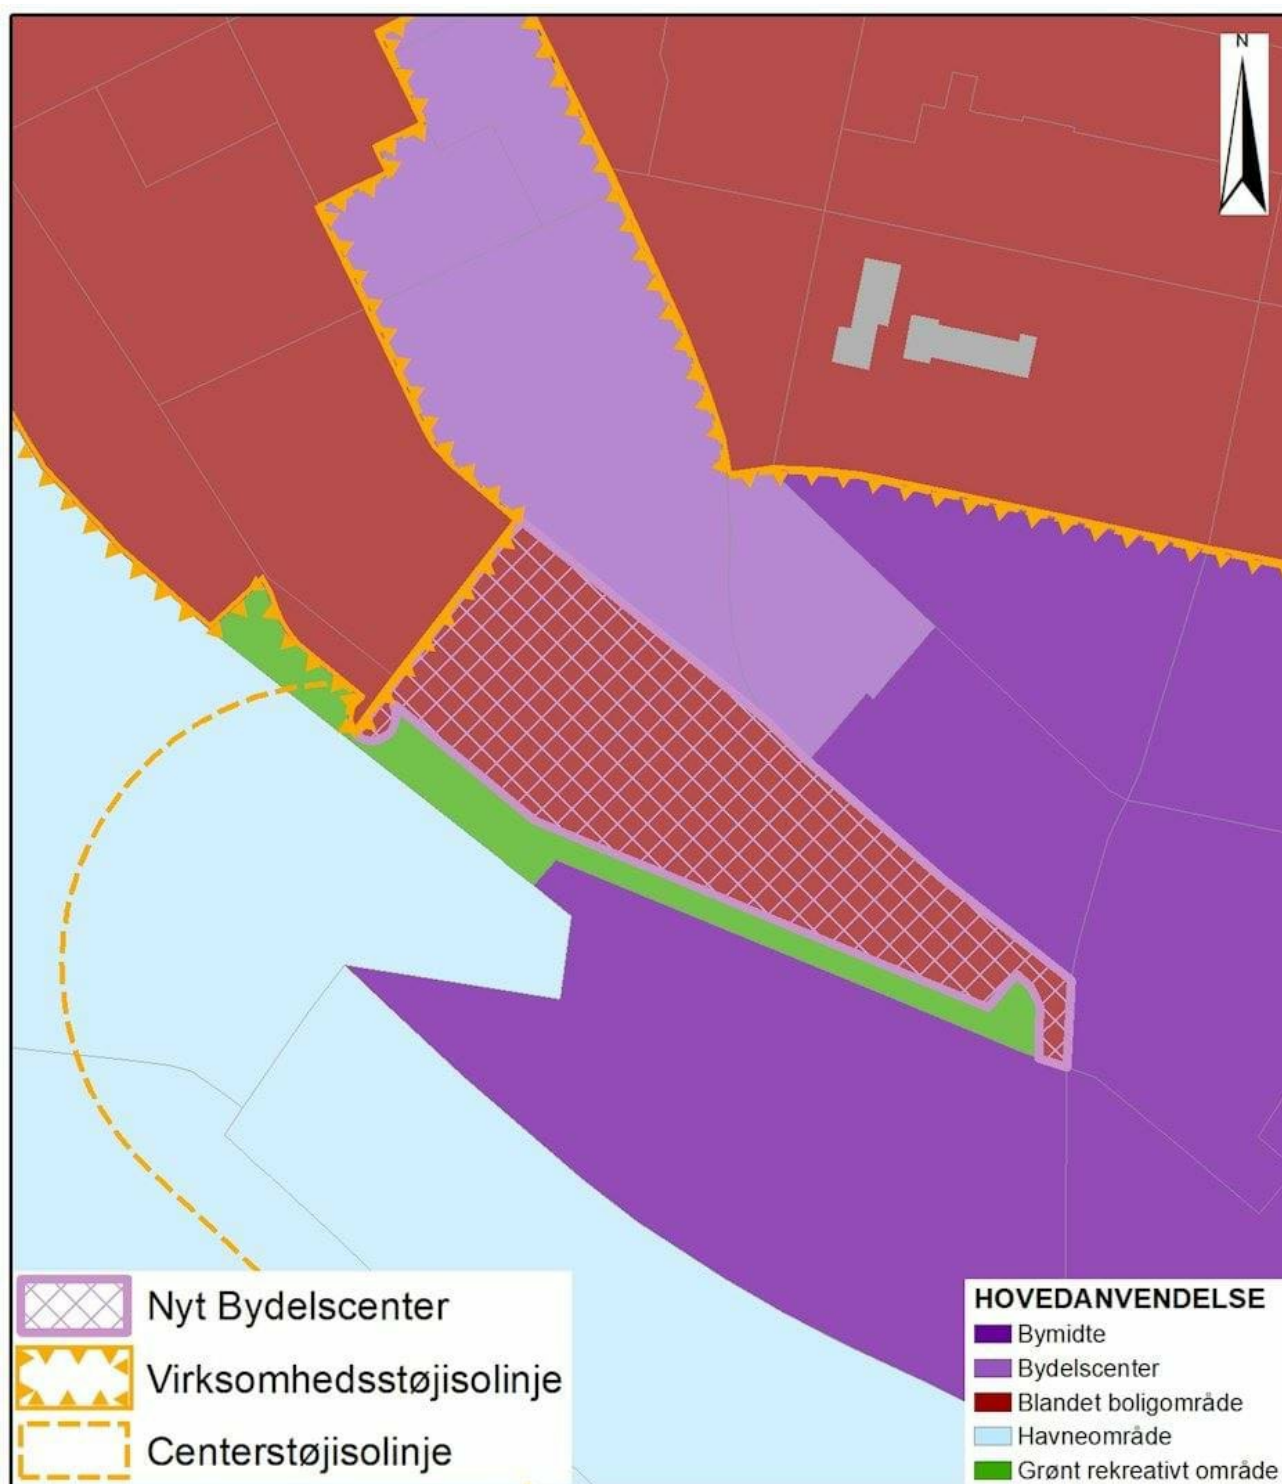 N
Nyt Bydelscenter
Virksomhedsstøjisolinje
Centerstøjisolinje
HOVEDANVENDELSE
Bymidte
Bydelscenter
Blandet boligområde
Havneområde
Grønt rekreativt område